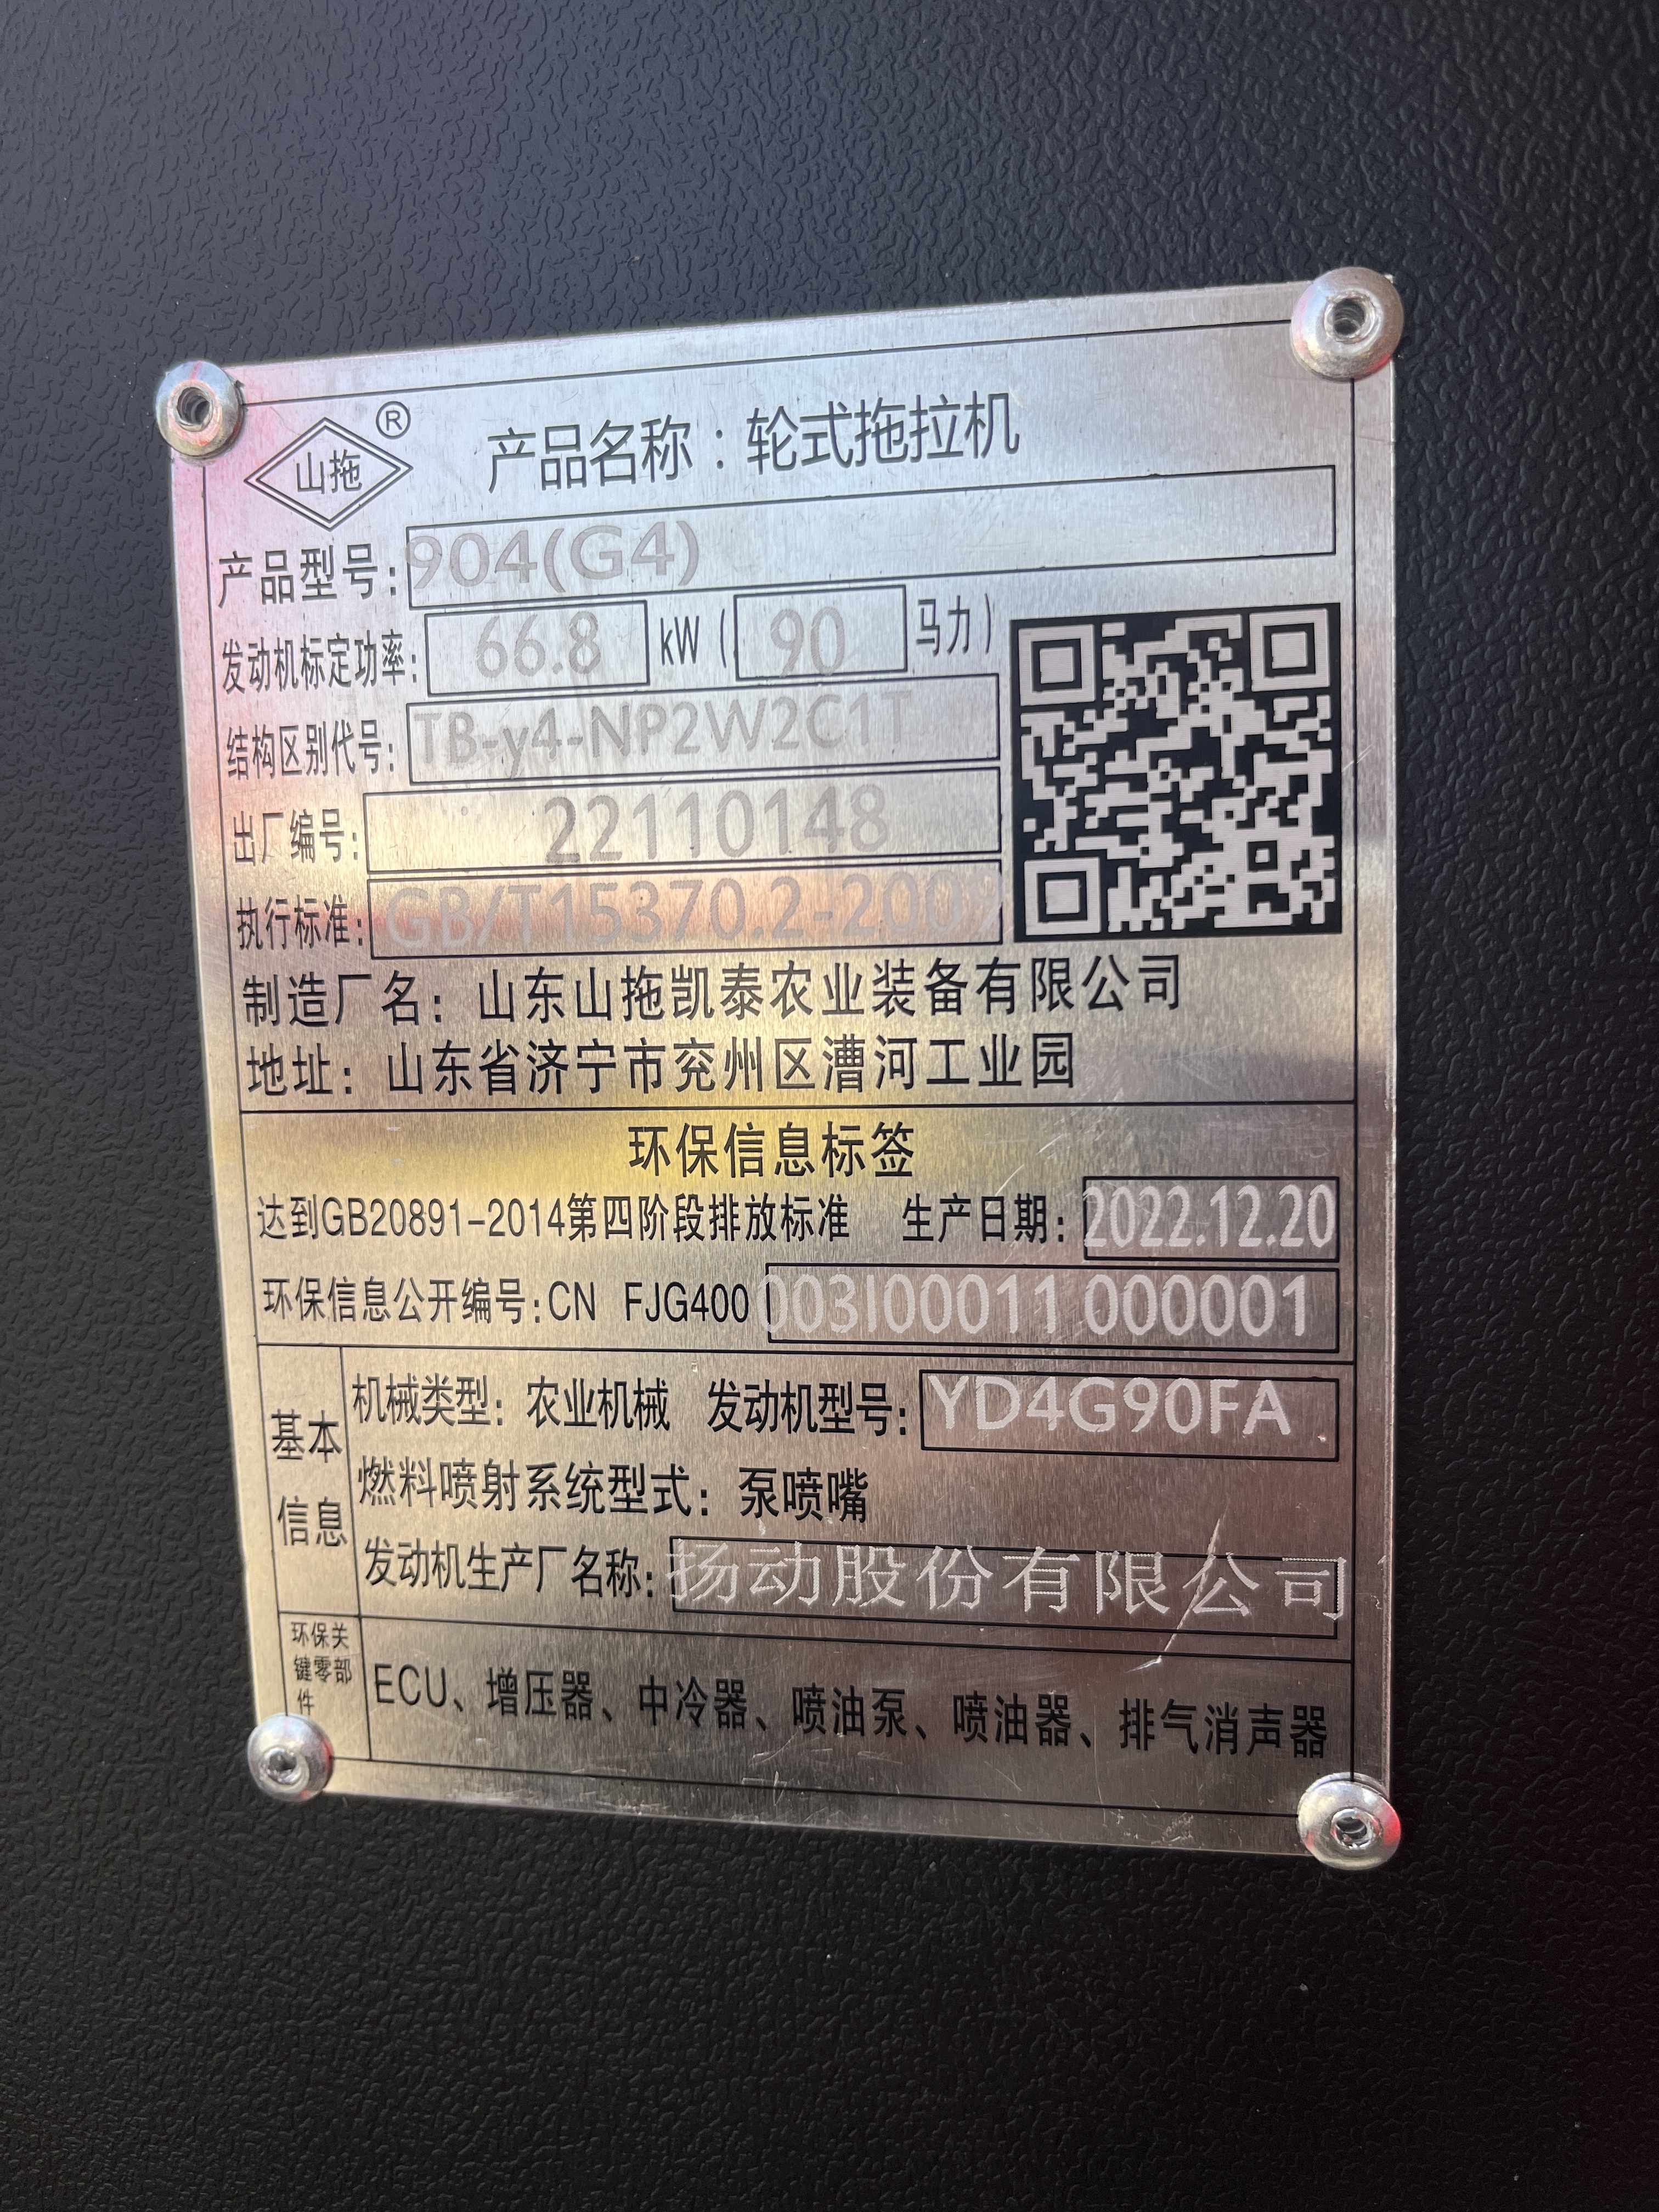 山拖®
产品名称：轮式拖拉机
产品型号：904(G4)
发动机标定功率：66.8 kW（90 马力）
结构区别代号：TB-y4-NP2W2C1T
出厂编号：22110148
执行标准：GB/T15370.2-2009
制造厂名：山东山拖凯泰农业装备有限公司
地址：山东省济宁市兖州区漕河工业园
环保信息标签
达到GB20891-2014第四阶段排放标准 生产日期：2022.12.20
环保信息公开编号：CN FJG400 003I00011 000001
基本信息
机械类型：农业机械 发动机型号：YD4G90FA
燃料喷射系统型式：泵喷嘴
发动机生产厂名称：扬动股份有限公司
环保关键零部件
ECU、增压器、中冷器、喷油泵、喷油器、排气消声器